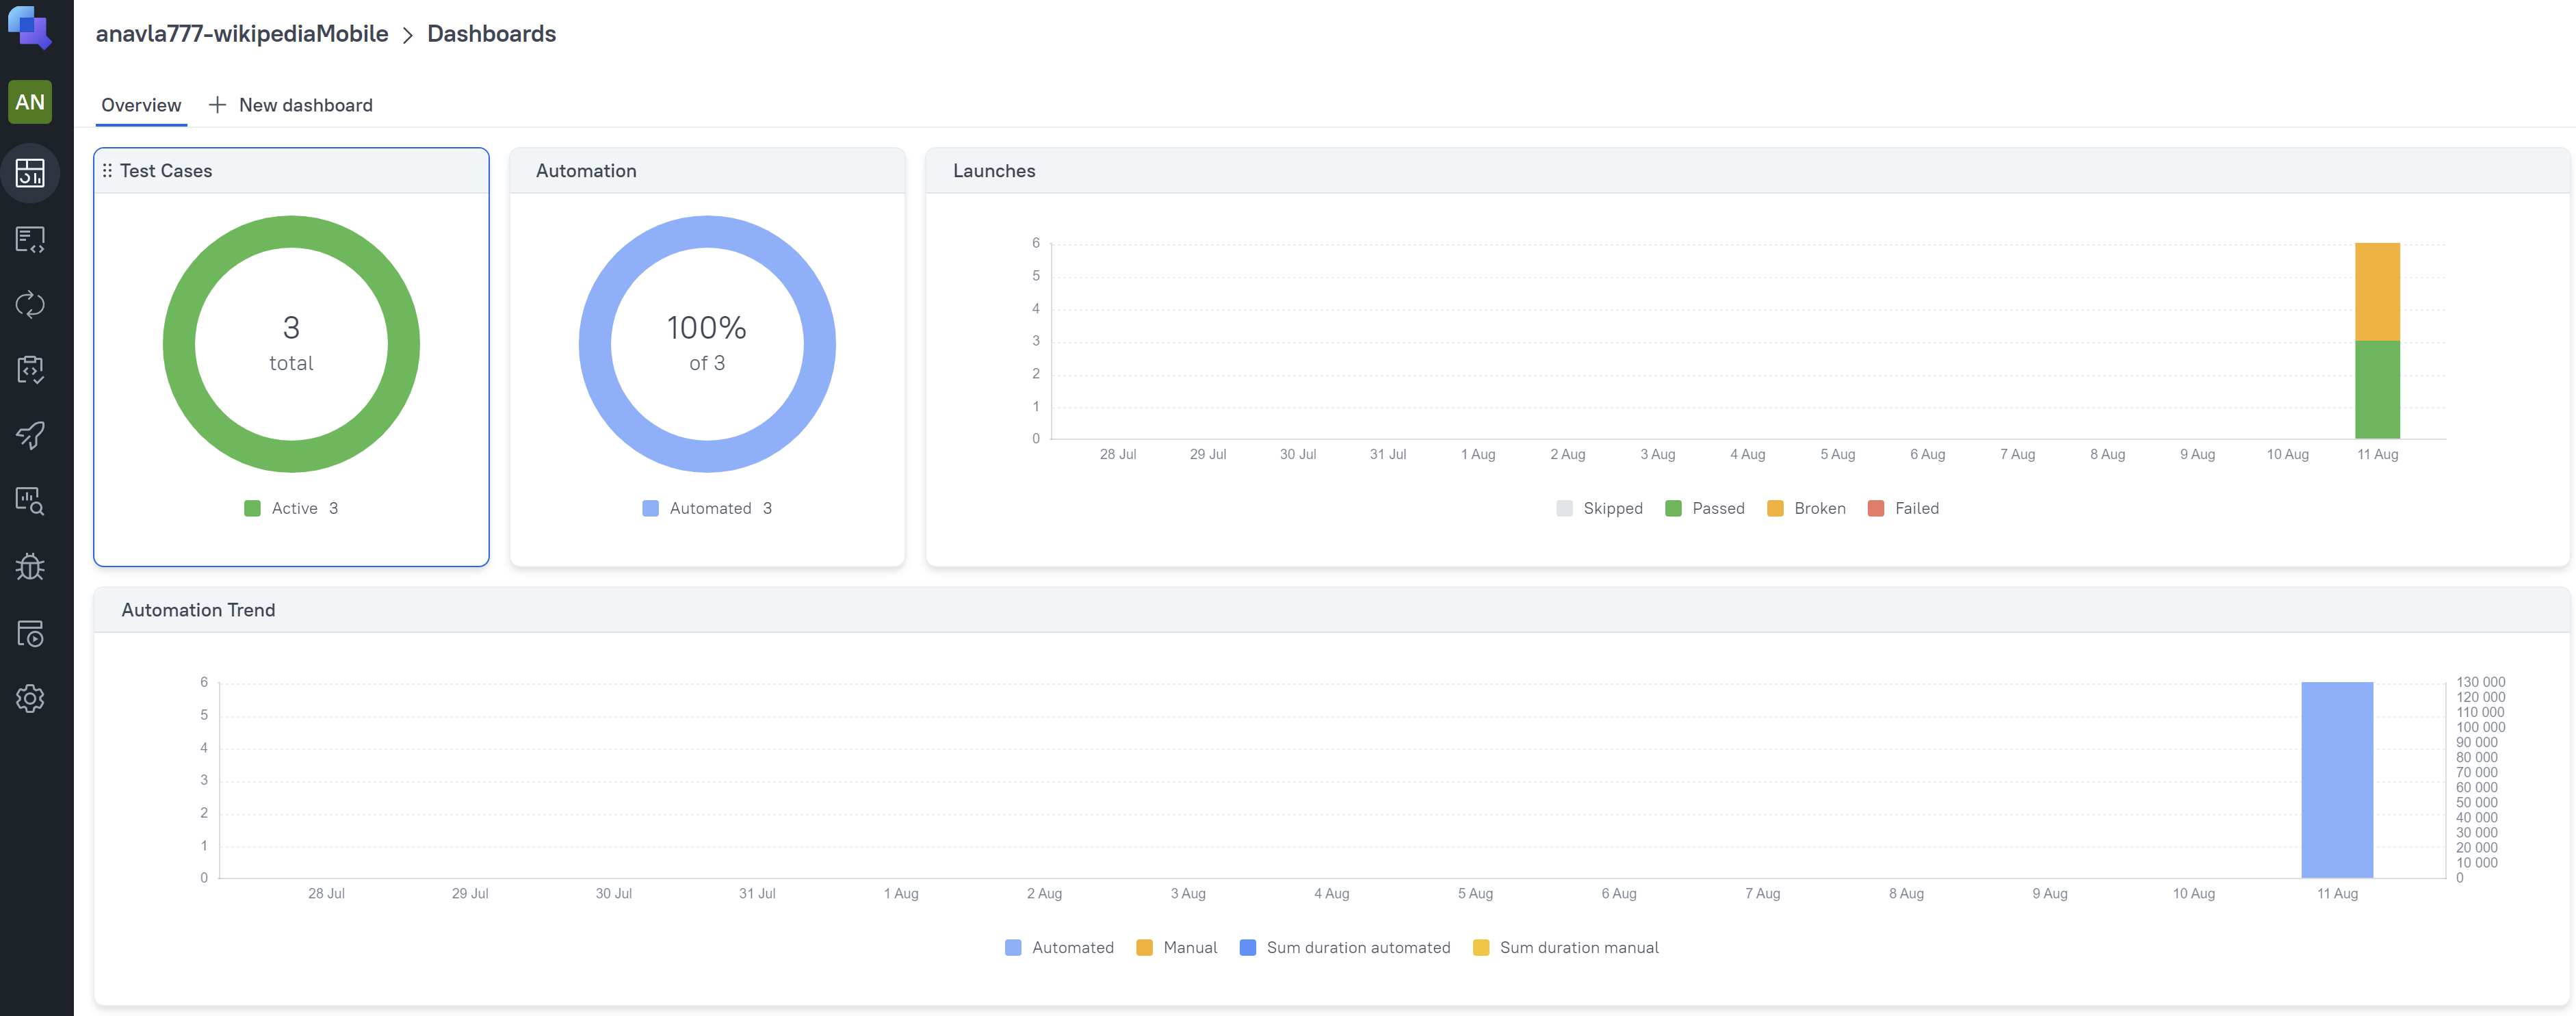 anavla777-wikipediaMobile > Dashboards
AN
Overview + New dashboard
Test Cases
3
total
Active 3
Automation
100%
of 3
Automated 3
Launches
6
5
4
3
2
1
0
28 Jul 29 Jul 30 Jul 31 Jul 1 Aug 2 Aug 3 Aug 4 Aug 5 Aug 6 Aug 7 Aug 8 Aug 9 Aug 10 Aug 11 Aug
Skipped Passed Broken Failed
Automation Trend
6
5
4
3
2
1
0
130 000
120 000
110 000
100 000
90 000
80 000
70 000
60 000
50 000
40 000
30 000
20 000
10 000
0
28 Jul 29 Jul 30 Jul 31 Jul 1 Aug 2 Aug 3 Aug 4 Aug 5 Aug 6 Aug 7 Aug 8 Aug 9 Aug 10 Aug 11 Aug
Automated Manual Sum duration automated Sum duration manual